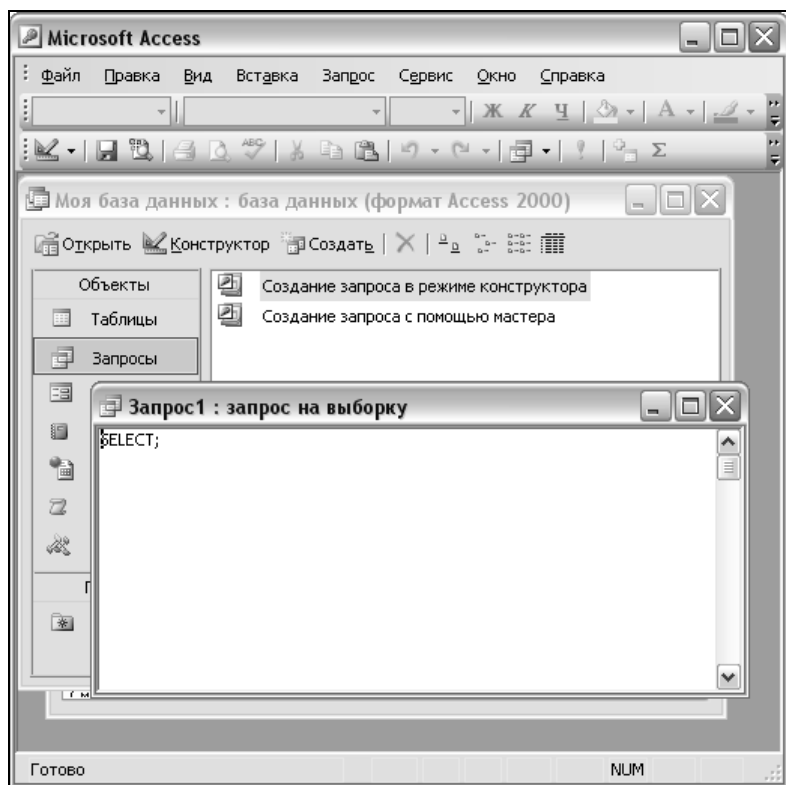 Microsoft Access
Файл Правка Вид Вставка Запрос Сервис Окно Справка
Ж К Ч А
ABC Σ
Моя база данных : база данных (формат Access 2000)
Открыть Конструктор Создать
Объекты
Таблицы
Запросы
Создание запроса в режиме конструктора
Создание запроса с помощью мастера
Запрос1 : запрос на выборку
SELECT;
Готово NUM